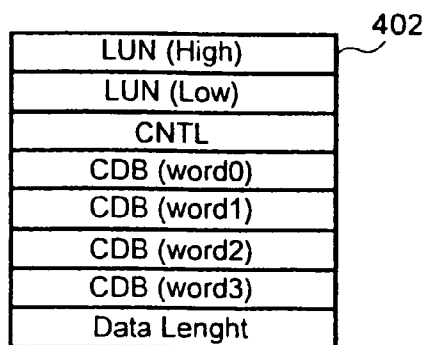 402
LUN (High)
LUN (Low)
CNTL
CDB (word0)
CDB (word1)
CDB (word2)
CDB (word3)
Data Lenght